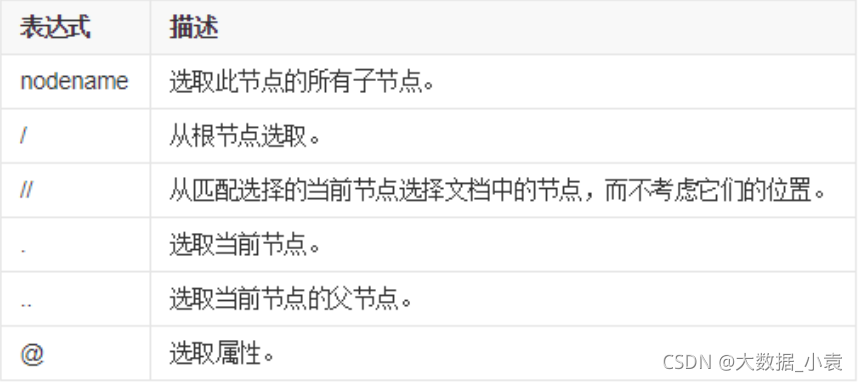 表达式 描述
nodename 选取此节点的所有子节点。
/ 从根节点选取。
// 从匹配选择的当前节点选择文档中的节点，而不考虑它们的位置。
. 选取当前节点。
.. 选取当前节点的父节点。
@ 选取属性。
CSDN @大数据_小袁